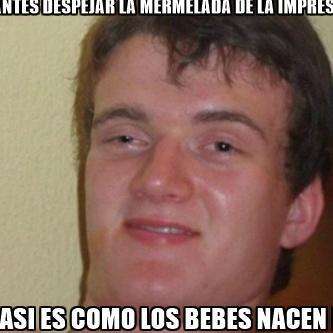 ANTES DESPEJAR LA MERMELADA DE LA IMPRES
ASI ES COMO LOS BEBES NACEN